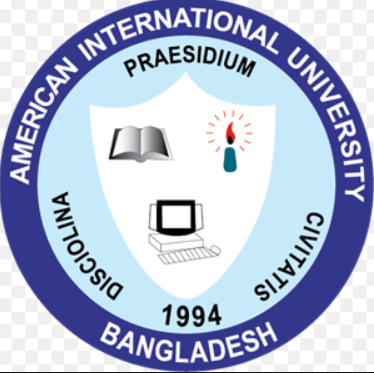 AMERICAN INTERNATIONAL UNIVERSITY
PRAESIDIUM
DISCIOLINA
CIVITATIS
1994
BANGLADESH